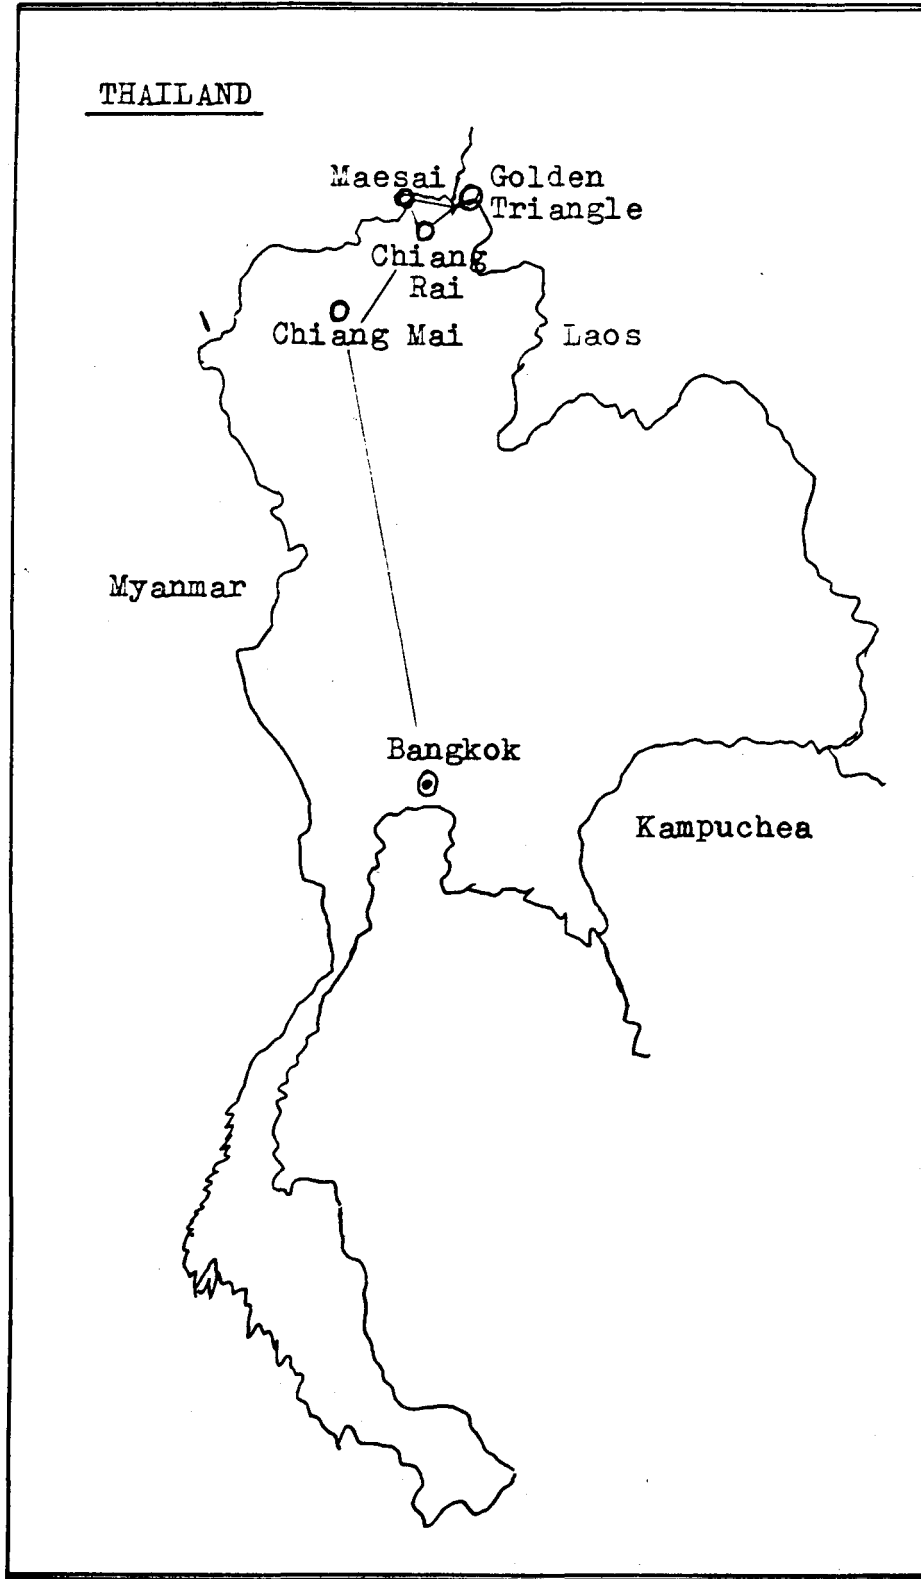 THAILAND
Maesai
Golden
Triangle
Chiang
Rai
Chiang Mai
Laos
Myanmar
Bangkok
Kampuchea